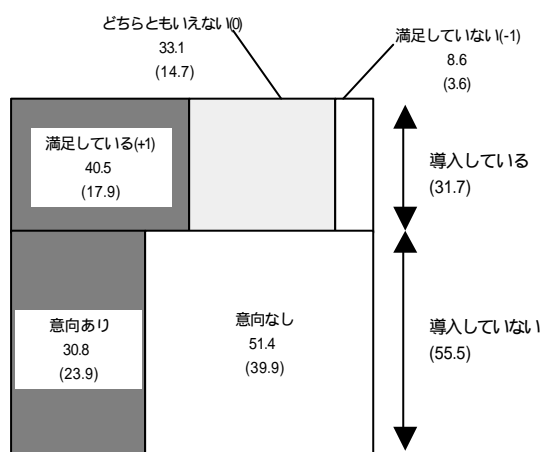 どちらともいえない(0)
33.1
(14.7)
満足していない(-1)
8.6
(3.6)
満足している(+1)
40.5
(17.9)
導入している
(31.7)
意向あり
30.8
(23.9)
意向なし
51.4
(39.9)
導入していない
(55.5)